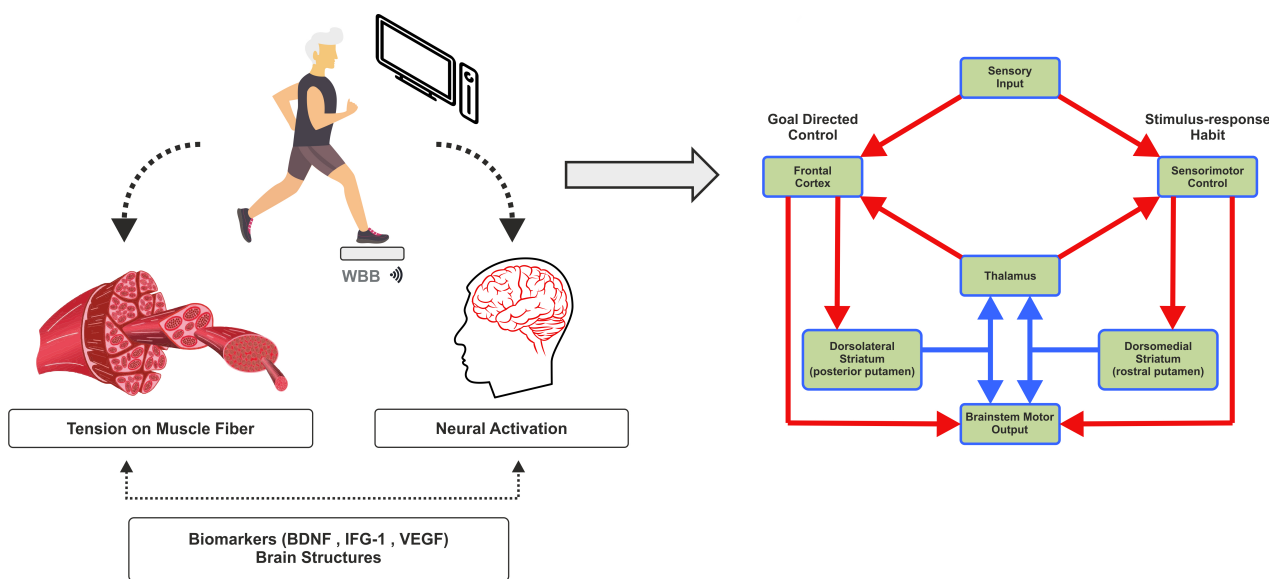 WBB
Tension on Muscle Fiber
Neural Activation
Biomarkers (BDNF , IFG-1 , VEGF)
Brain Structures
Sensory
Input
Goal Directed
Control
Stimulus-response
Habit
Frontal
Cortex
Sensorimotor
Control
Thalamus
Dorsolateral
Striatum
(posterior putamen)
Dorsomedial
Striatum
(rostral putamen)
Brainstem Motor
Output